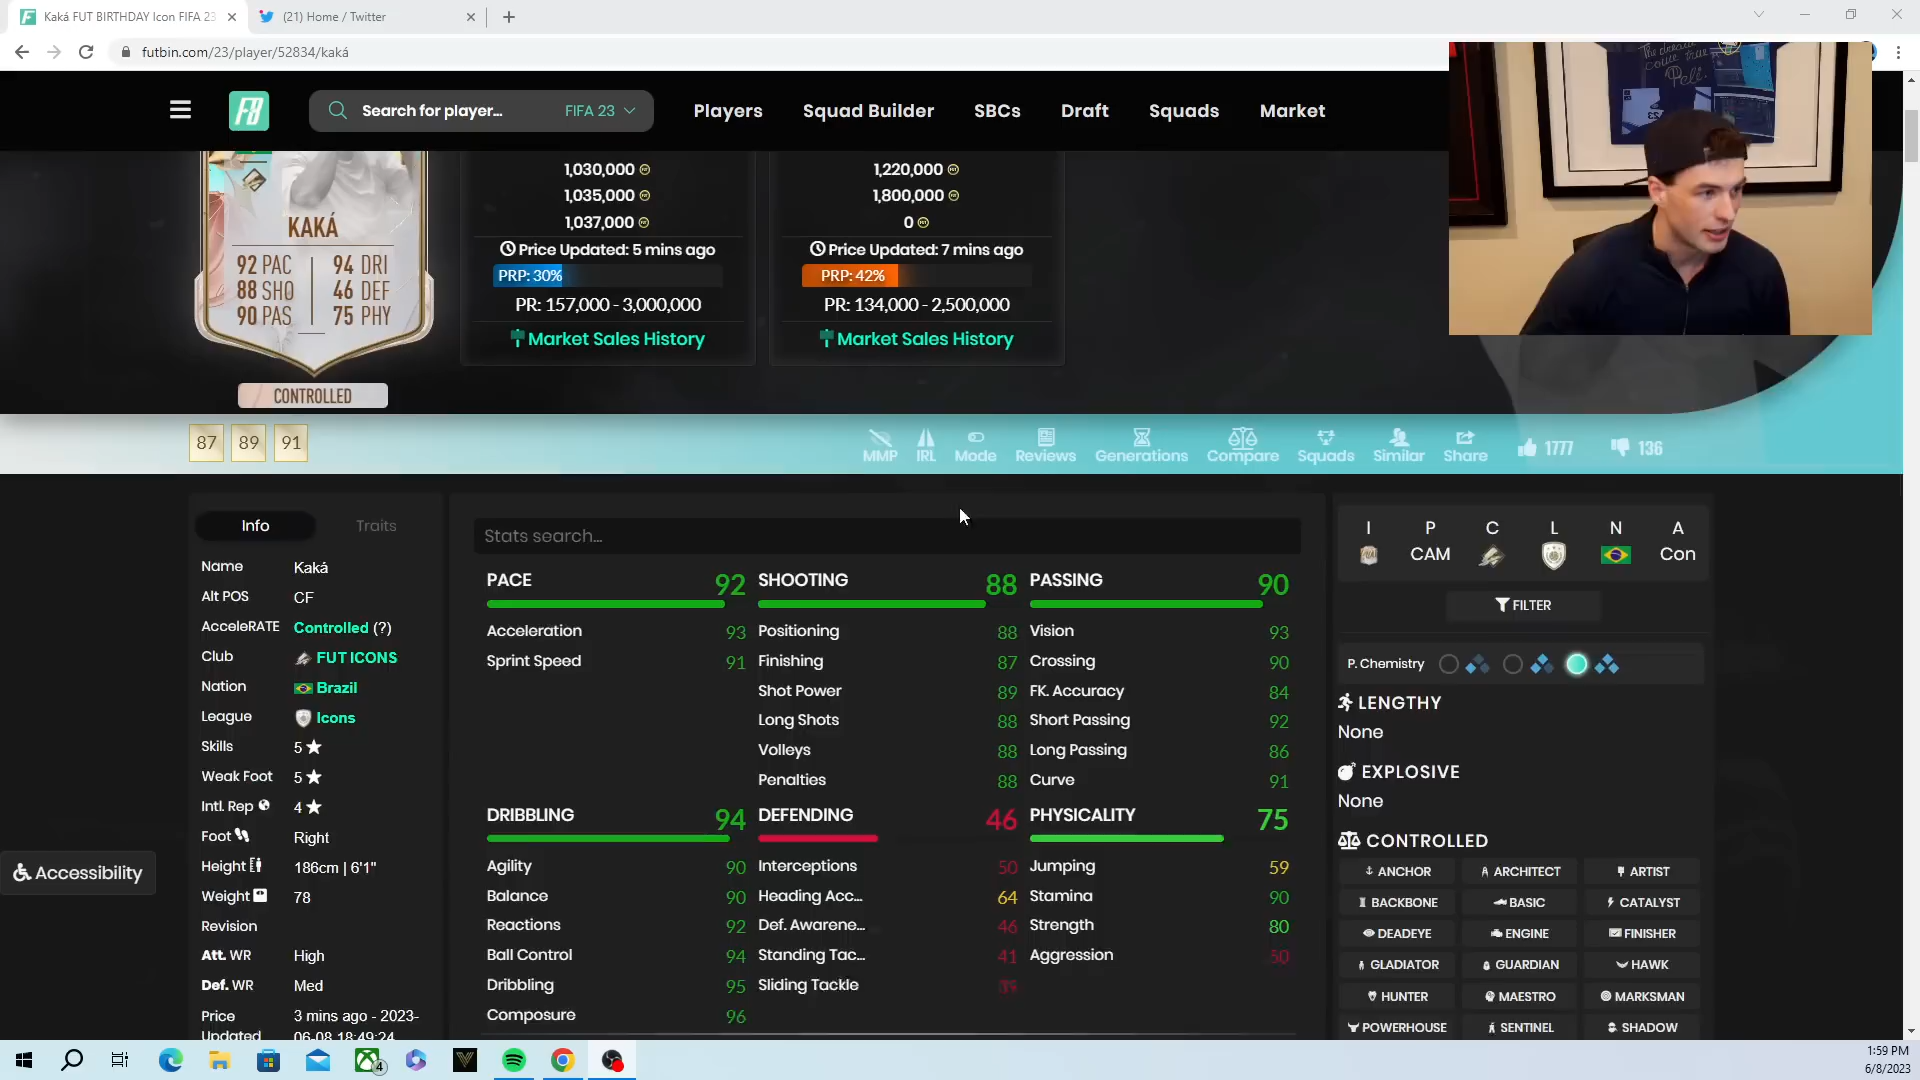 Kaká FUT BIRTHDAY Icon FIFA 23
(21) Home / Twitter
futbin.com/23/player/52834/kaká
Search for player...
FIFA 23
Players
Squad Builder
SBCs
Draft
Squads
Market
The dream
come true
Pelé
KAKÁ
92 PAC
94 DRI
88 SHO
46 DEF
90 PAS
75 PHY
CONTROLLED
1,030,000
1,035,000
1,037,000
Price Updated: 5 mins ago
PRP: 30%
PR: 157,000 - 3,000,000
Market Sales History
1,220,000
1,800,000
0
Price Updated: 7 mins ago
PRP: 42%
PR: 134,000 - 2,500,000
Market Sales History
87 89 91
MMP
IRL
Mode
Reviews
Generations
Compare
Squads
Similar
Share
1777
136
Info
Traits
Name Kaká
Alt POS CF
AcceleRATE Controlled (?)
Club FUT ICONS
Nation Brazil
League Icons
Skills 5
Weak Foot 5
Intl. Rep 4
Foot Right
Height 186cm | 6'1"
Weight 78
Revision
Att. WR High
Def. WR Med
Price 3 mins ago - 2023-
Updated 06-08 18:49:24
Stats search...
PACE 92
Acceleration 93
Sprint Speed 91
SHOOTING 88
Positioning 88
Finishing 87
Shot Power 89
Long Shots 88
Volleys 88
Penalties 88
PASSING 90
Vision 93
Crossing 90
FK. Accuracy 84
Short Passing 92
Long Passing 86
Curve 91
DRIBBLING 94
Agility 90
Balance 90
Reactions 92
Ball Control 94
Dribbling 95
Composure 96
DEFENDING 46
Interceptions 50
Heading Acc... 64
Def. Awarene... 46
Standing Tac... 41
Sliding Tackle
PHYSICALITY 75
Jumping 59
Stamina 90
Strength 80
Aggression
I P C L N A
CAM
Con
FILTER
P. Chemistry
LENGTHY
None
EXPLOSIVE
None
CONTROLLED
ANCHOR ARCHITECT ARTIST
BACKBONE BASIC CATALYST
DEADEYE ENGINE FINISHER
GLADIATOR GUARDIAN HAWK
HUNTER MAESTRO MARKSMAN
POWERHOUSE SENTINEL SHADOW
Accessibility
4
1:59 PM
6/8/2023